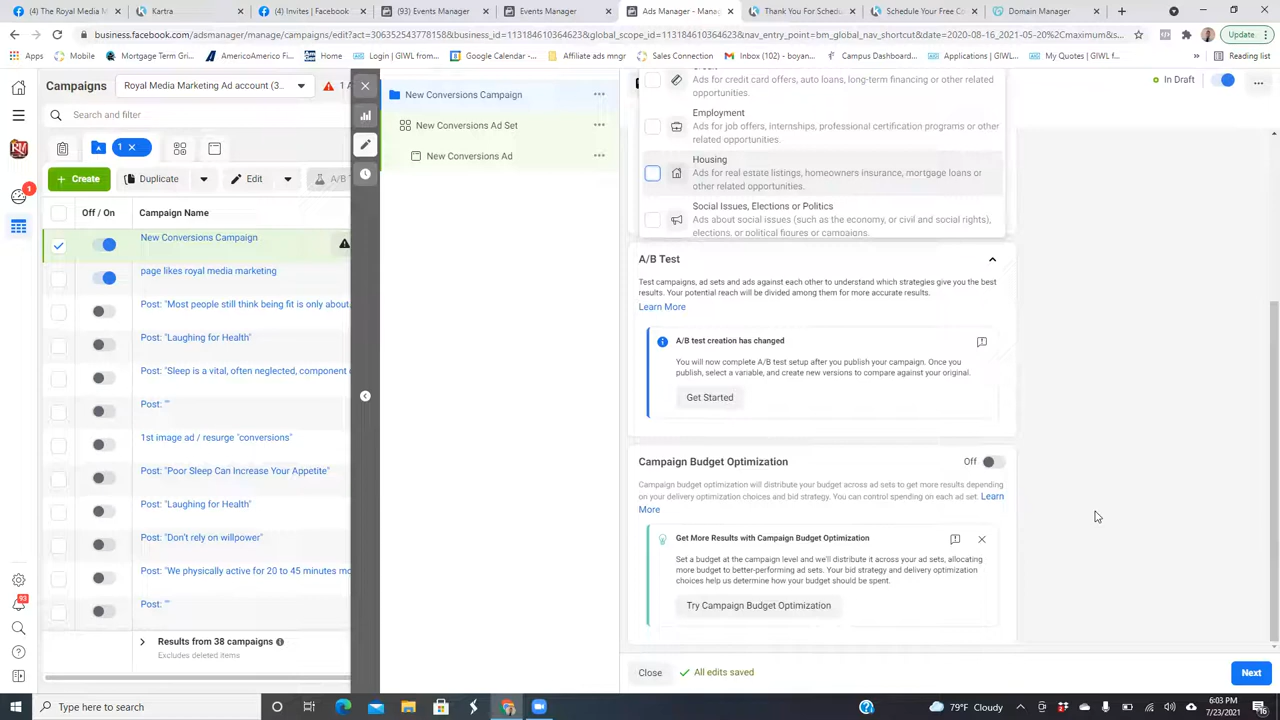 (4) The #Royal M
Kartra
(4) Invites | Facebook
(93) Events Manager
Events Manager
Ads Manager - Manag
Thank You For Schedu
Schedule Your Free Co
Domain Manager
business.facebook.com/adsmanager/manage/campaigns/edit?act=306352543778158&business_id=113184610364623&global_scope_id=113184610364623&nav_entry_point=bm_global_nav_shortcut&date=2020-08-16_2021-05-20%2Cmaximum&s...
Update
Apps
Mobile
Mortgage Calculator
Home
Login | GIWL from...
AmericoAmerico Fi...
Affiliate ads mgmt
Sales Connection
Inbox (102) - boyan...
Campus Dashboard...
Applications | GIWL...
My Quotes | GIWL f...
Reading list
Campaigns
Royal Media Marketing Ad account (3...
1 A
Search and filter
1
Create
Duplicate
Edit
A/B T
Off / On
Campaign Name
New Conversions Campaign
page likes royal media marketing
Post: "Most people still think being fit is only about.
Post: "Laughing for Health"
Post: "Sleep is a vital, often neglected, component o
Post: ""
1st image ad / resurge "conversions"
Post: "Poor Sleep Can Increase Your Appetite"
Post: "Laughing for Health"
Post: "Don't rely on willpower"
Post: "We physically active for 20 to 45 minutes mo
Post: ""
Results from 38 campaigns
Excludes deleted items
1
93
New Conversions Campaign
New Conversions Ad Set
New Conversions Ad
In Draft
Ads for credit card offers, auto loans, long-term financing or other related
opportunities.
Employment
Ads for job offers, internships, professional certification programs or other
related opportunities.
Housing
Ads for real estate listings, homeowners insurance, mortgage loans or
other related opportunities.
Social Issues, Elections or Politics
Ads about social issues (such as the economy, or civil and social rights),
elections, or political figures or campaigns.
A/B Test
Test campaigns, ad sets and ads against each other to understand which strategies give you the best
results. Your potential reach will be divided among them for more accurate results.
Learn More
A/B test creation has changed
You will now complete A/B test setup after you publish your campaign. Once you
publish, select a variable, and create new versions to compare against your original.
Get Started
Campaign Budget Optimization
Off
Campaign budget optimization will distribute your budget across ad sets to get more results depending
on your delivery optimization choices and bid strategy. You can control spending on each ad set. Learn
More
Get More Results with Campaign Budget Optimization
Set a budget at the campaign level and we'll distribute it across your ad sets, allocating
more budget to better-performing ad sets. Your bid strategy and delivery optimization
choices help us determine how your budget should be spent.
Try Campaign Budget Optimization
Close
All edits saved
Next
Type here to search
79°F Cloudy
6:03 PM
7/23/2021
16